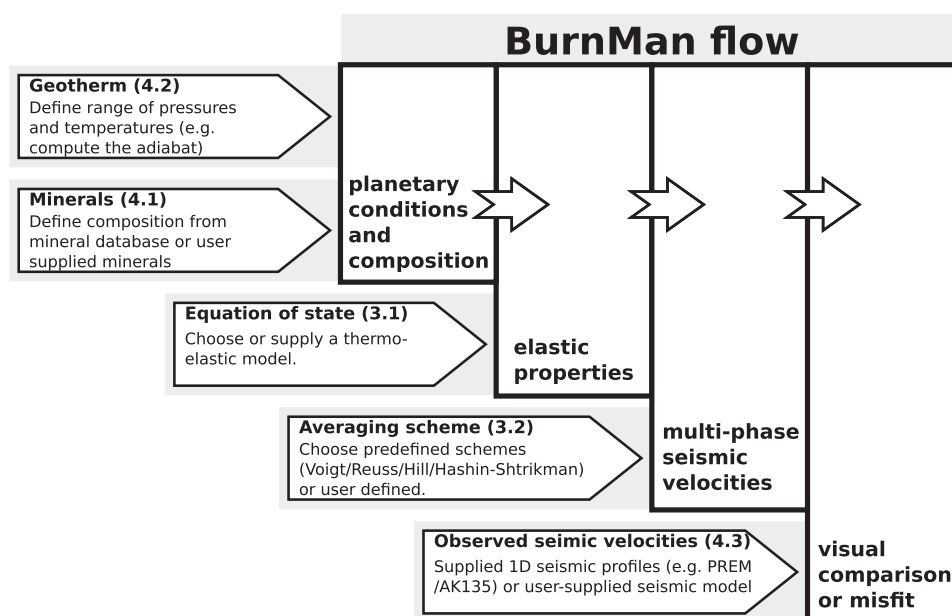 BurnMan flow
Geotherm (4.2)
Define range of pressures
and temperatures (e.g.
compute the adiabat)
Minerals (4.1)
Define composition from
mineral database or user
supplied minerals
planetary
conditions
and
composition
Equation of state (3.1)
Choose or supply a thermo-
elastic model.
elastic
properties
Averaging scheme (3.2)
Choose predefined schemes
(Voigt/Reuss/Hill/Hashin-Shtrikman)
or user defined.
multi-phase
seismic
velocities
Observed seimic velocities (4.3)
Supplied 1D seismic profiles (e.g. PREM
/AK135) or user-supplied seismic model
visual
comparison
or misfit